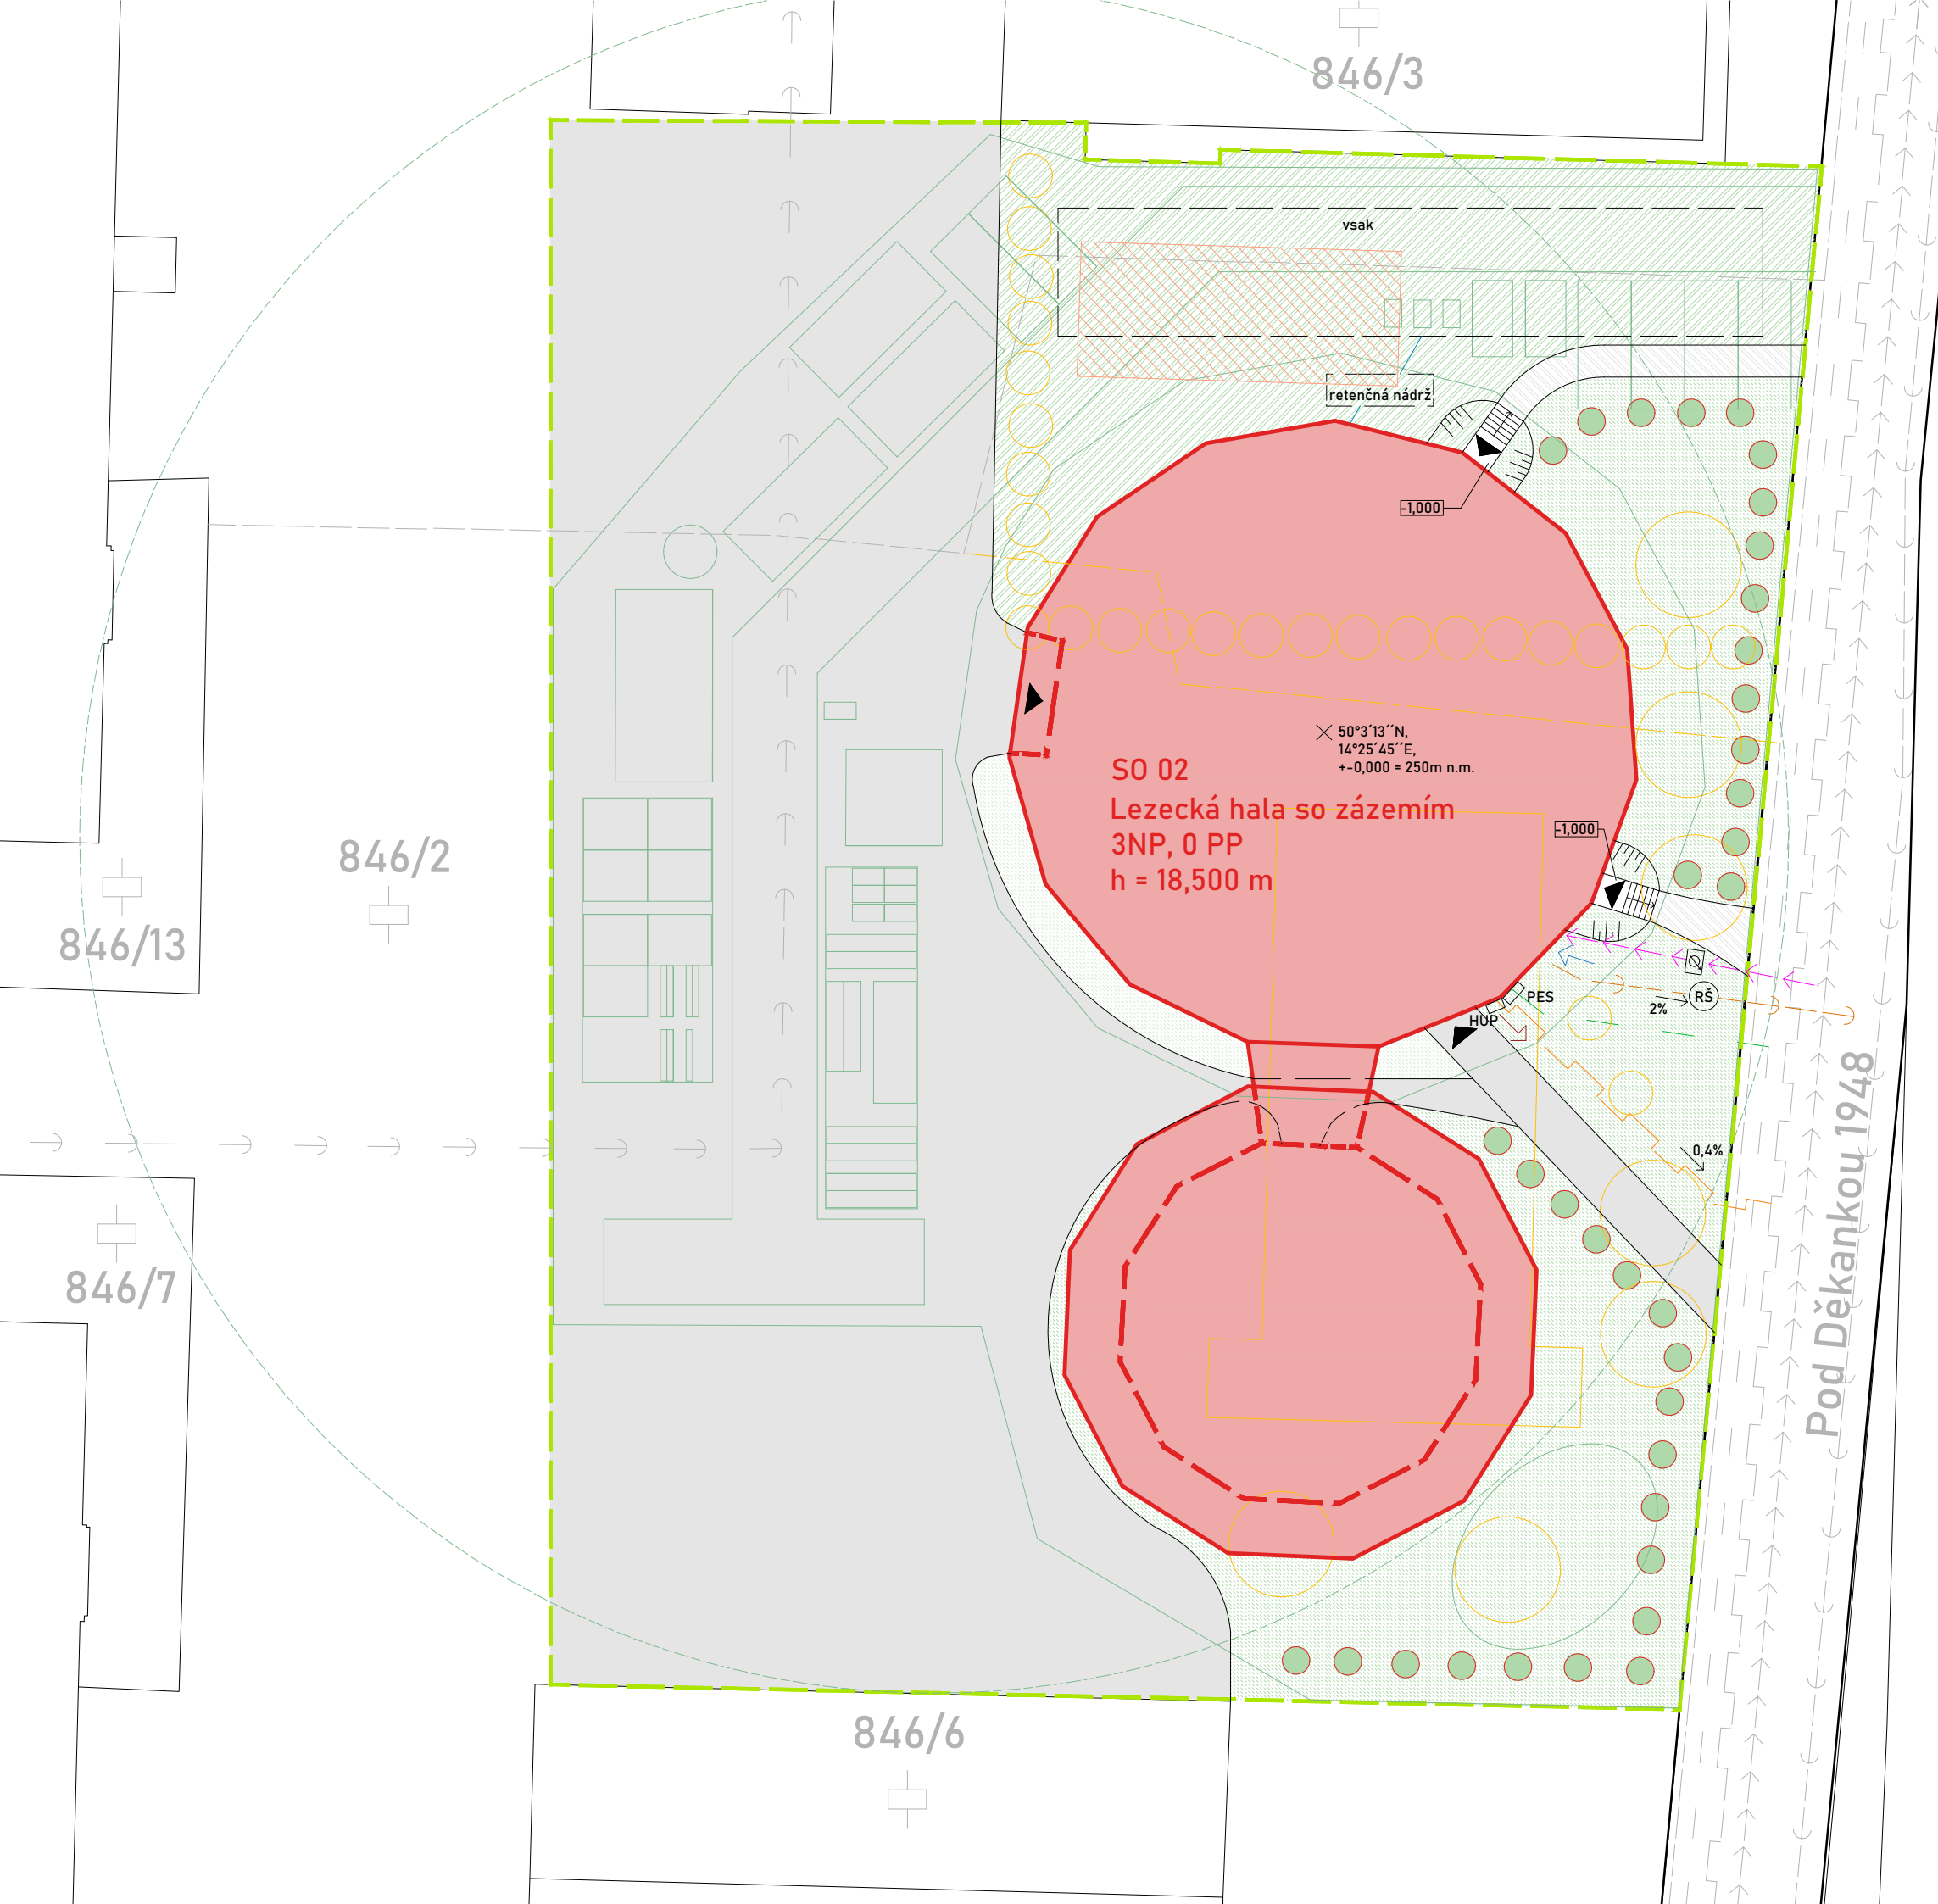 846/3
vsak
retenčná nádrž
-1,000
50°3´13´´N,
14°25´45´´E,
+-0,000 = 250m n.m.
SO 02
Lezecká hala so zázemím
3NP, 0 PP
h = 18,500 m
-1,000
846/2
846/13
PES
RŠ
2%
HUP
0,4%
Pod Děkankou 1948
846/7
846/6